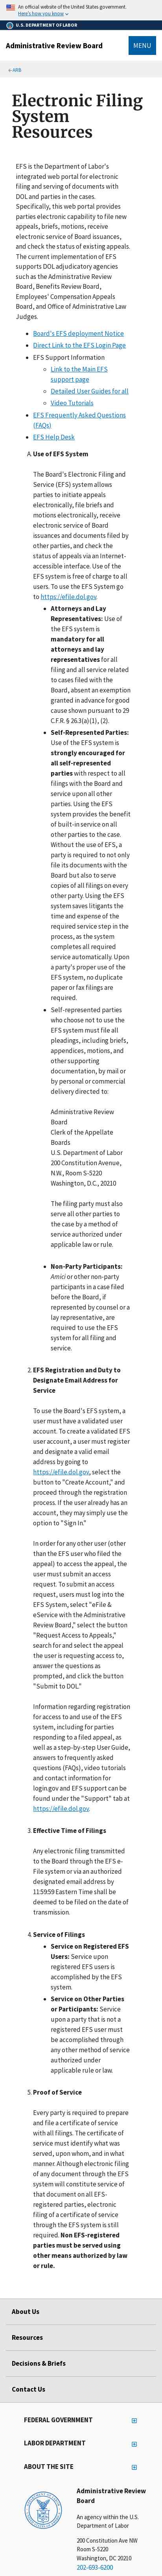 An official website of the United States government.
Here's how you know
U.S. DEPARTMENT OF LABOR
Administrative Review Board
MENU
← ARB
Electronic Filing
System
Resources
EFS is the Department of Labor's
integrated web portal to provide
services to its clients across DOL
units and programs and agencies.
Specifically, this web portal provides
end users electronic capability to file
new appeals, briefs, motions, receive
electronic service of Board issuances,
and check the status of appeals via an
internet-accessible interface. EFS
supports DOL adjudicatory agencies
such as the Administrative Review
Board, Benefits Review Board,
Employees' Compensation Appeals
Board, and Office of Administrative Law
Judges.
• Board's EFS deployment Notice
• Direct Link to the EFS Login Page
• EFS Support Information
○ Link to the Main EFS
support page
○ Detailed User Guides for all
○ Video Tutorials
• EFS Frequently Asked Questions
(FAQs)
• EFS Help Desk
A. Use of EFS System
The Board's Electronic Filing and
Service (EFS) system allows
parties to initiate appeals
electronically, file briefs and
motions electronically, receive
electronic service of Board
issuances and documents filed by
other parties, and check the
status of appeals via an Internet-
accessible interface. Use of the
EFS system is free of charge to all
users. To use the EFS System go
to https://efile.dol.gov.
• Attorneys and Lay
Representatives: Use of
the EFS system is
mandatory for all
attorneys and lay
representatives for all
filing and all service related
matters in cases filed with
the Board, absent an exemption
granted in advance for good
cause shown pursuant to 29
C.F.R. § 26.3(a)(1), (2).
• Self-Represented Parties:
Use of the EFS system is
strongly encouraged for
all self-represented
parties with respect to all
filings with the Board and
service upon all other
parties. Using the EFS
system provides the benefit
of built-in service on all
other parties to the case.
Without the use of EFS, a
party is required to not only
file its documents with the
Board but also to serve
copies of all filings on every
other party. Using the EFS
system obviates the
time and expense of the
required service step in the
process, as the system
completes all required
service automatically. Upon
a party's proper use of the
EFS system, no duplicate
paper or fax filings are
required.
• Self-represented parties
who choose not to use the
EFS system must file all
pleadings, including briefs,
appendices, motions, and
other supporting
documentation, by mail or
by personal or commercial
delivery directed to:
Administrative Review
Board
Clerk of the Appellate
Boards
U.S. Department of Labor
200 Constitution Avenue,
N.W., Room S-5220
Washington, D.C., 20210
The filing party must also
serve all other parties to
the case by a method of
service authorized under
applicable law or rule.
• Non-Party Participants:
Amici or other non-party
participants in a case filed
before the Board, if
represented by counsel or a
lay representative, are
required to use the EFS
system for all filing and
service.
2. EFS Registration and Duty to
Designate Email Address for
Service
To use the Board's EFS system, a
user must have a validated user
account. To create a validated EFS
user account, a user must register
and designate a valid email
address by going to
https://efile.dol.gov, select the
button to "Create Account," and
proceed through the registration
process. If the user already has an
account, they may simply use the
option to "Sign In."
In order for any other user (other
than the EFS user who filed the
appeal) to access the appeal, the
user must submit an access
request. To submit an access
request, users must log into the
EFS System, select "eFile &
eService with the Administrative
Review Board," select the button
"Request Access to Appeals,"
search for and select the appeal
the user is requesting to access,
answer the questions as
prompted, and click the button
"Submit to DOL."
Information regarding registration
for access to and use of the EFS
system, including for parties
responding to a filed appeal, as
well as a step-by-step User Guide,
answers to frequently asked
questions (FAQs), video tutorials
and contact information for
login.gov and EFS support can be
found under the "Support" tab at
https://efile.dol.gov.
3. Effective Time of Filings
Any electronic filing transmitted
to the Board through the EFS e-
File system or via an authorized
designated email address by
11:59:59 Eastern Time shall be
deemed to be filed on the date of
transmission.
4. Service of Filings
• Service on Registered EFS
Users: Service upon
registered EFS users is
accomplished by the EFS
system.
• Service on Other Parties
or Participants: Service
upon a party that is not a
registered EFS user must
be accomplished through
any other method of service
authorized under
applicable rule or law.
5. Proof of Service
Every party is required to prepare
and file a certificate of service
with all filings. The certificate of
service must identify what was
served, upon whom, and in what
manner. Although electronic filing
of any document through the EFS
system will constitute service of
that document on all EFS-
registered parties, electronic
filing of a certificate of service
through the EFS system is still
required. Non EFS-registered
parties must be served using
other means authorized by law
or rule.
About Us
Resources
Decisions & Briefs
Contact Us
FEDERAL GOVERNMENT
LABOR DEPARTMENT
ABOUT THE SITE
Administrative Review
Board
An agency within the U.S.
Department of Labor
200 Constitution Ave NW
Room S-5220
Washington, DC 20210
202-693-6200